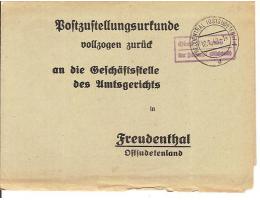 Postzustellungsurkunde
vollzogen zurück
an die Geschäftsstelle
des Amtsgerichts
in
Freudenthal
Ostsudetenland